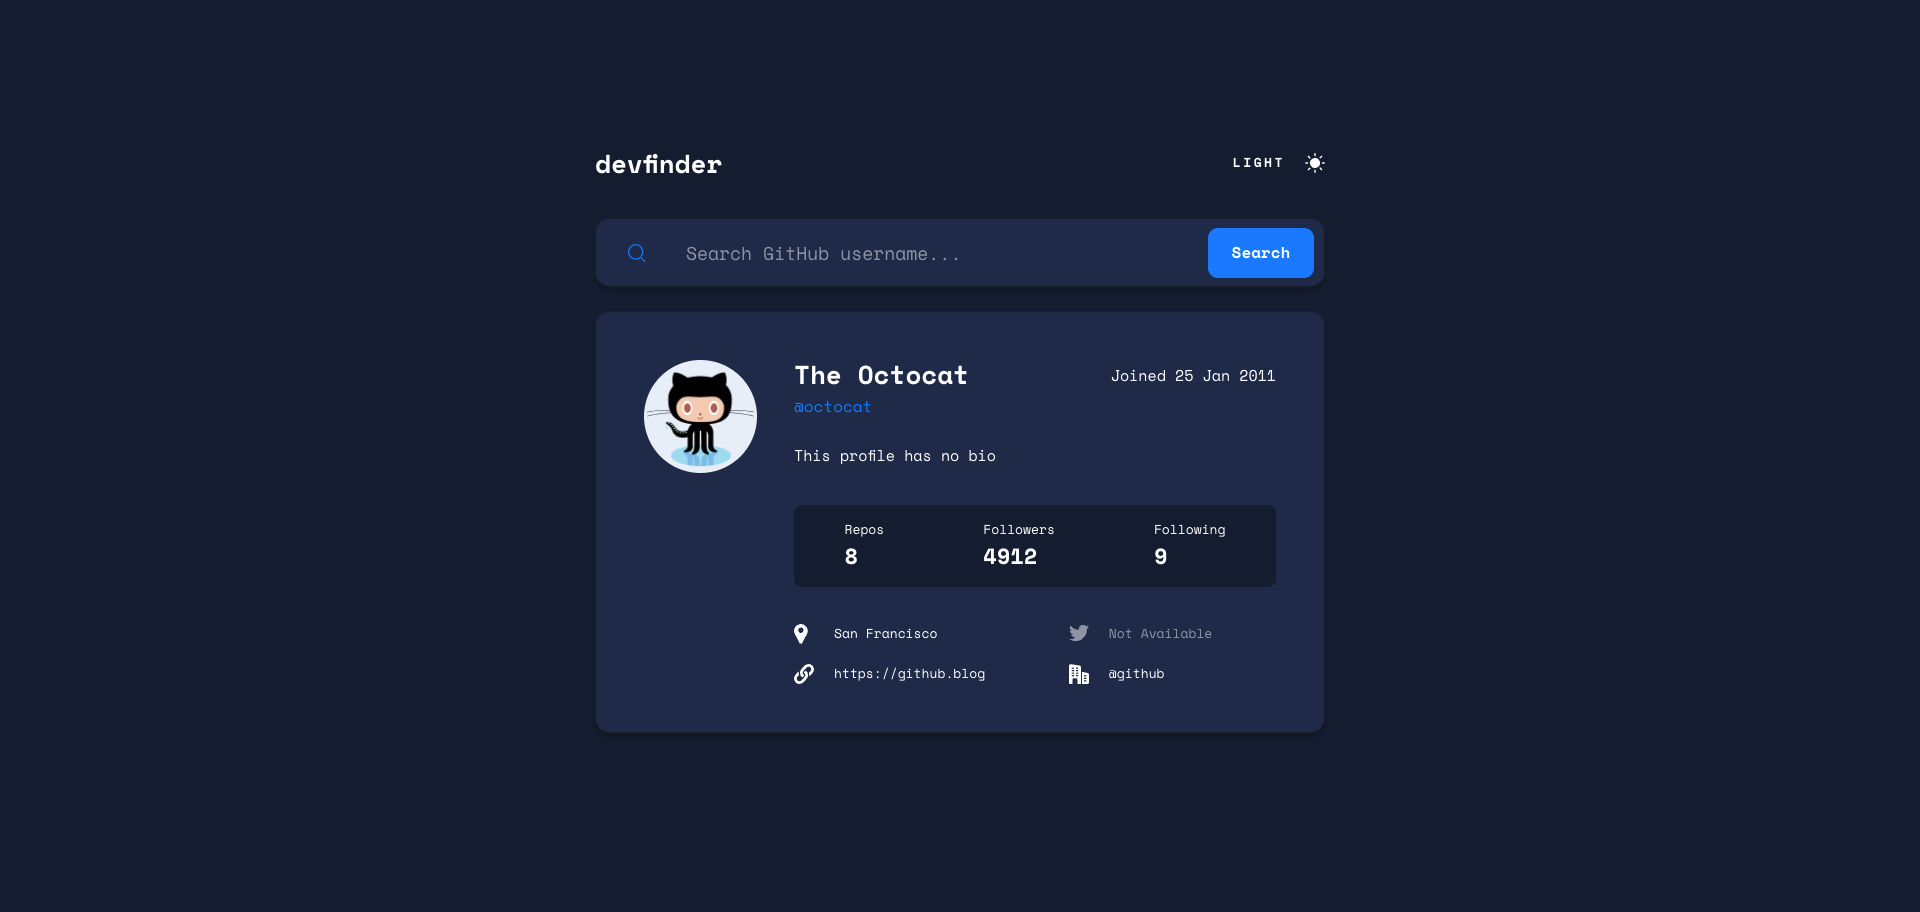 devfinder
LIGHT
Search GitHub username...
Search
The Octocat
Joined 25 Jan 2011
@octocat
This profile has no bio
Repos
Followers
Following
8
4912
9
San Francisco
Not Available
https://github.blog
@github